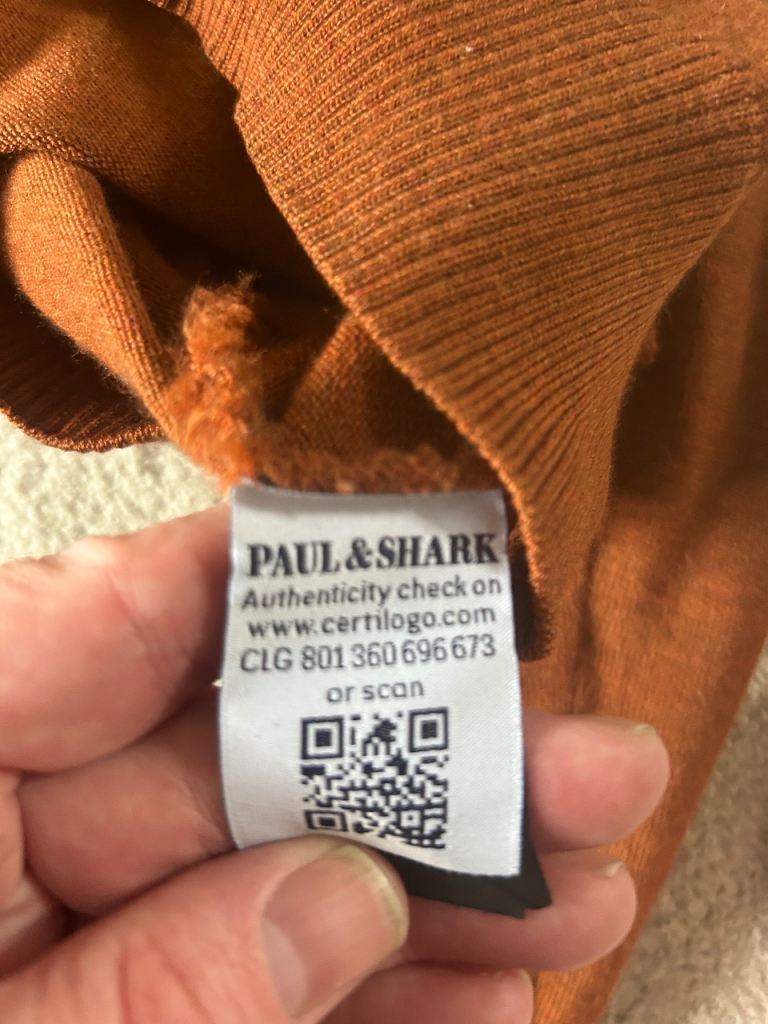 PAUL & SHARK
Authenticity check on
www.certilogo.com
CLG 801 360 696 673
or scan